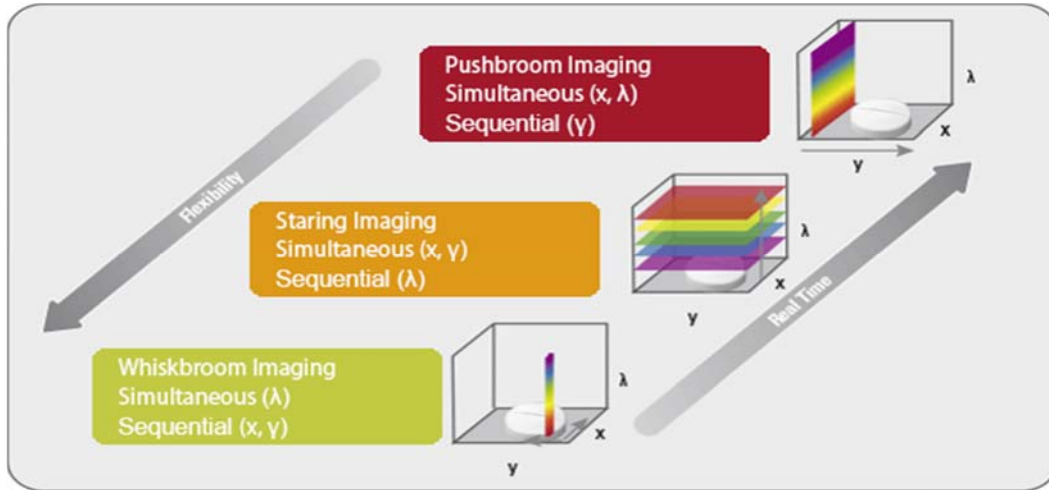 Pushbroom Imaging
Simultaneous (x, λ)
Sequential (y)
λ
x
y
Flexibility
Staring Imaging
Simultaneous (x, y)
Sequential (λ)
λ
x
y
Real Time
Whiskbroom Imaging
Simultaneous (λ)
Sequential (x, y)
λ
x
y